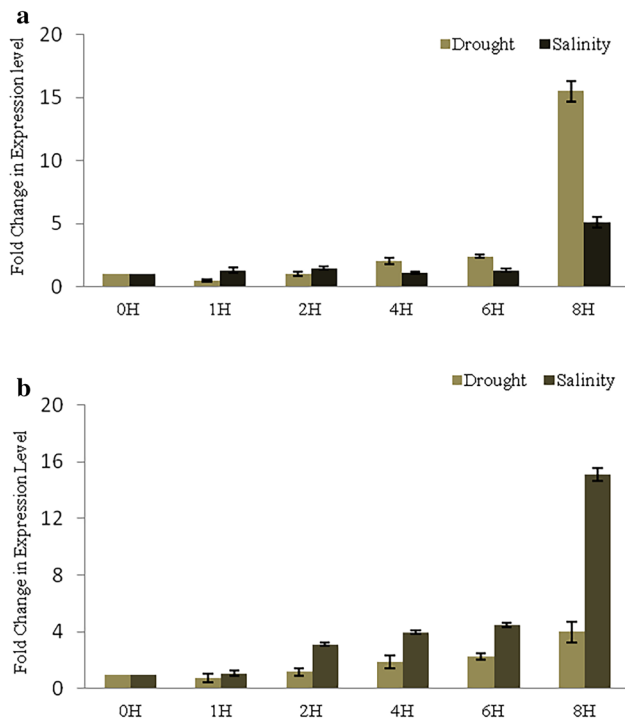 a
20
15
10
5
0
Fold Change in Expression level
Drought Salinity
0H 1H 2H 4H 6H 8H
b
20
16
12
8
4
0
Fold Change in Expression Level
Drought Salinity
0H 1H 2H 4H 6H 8H